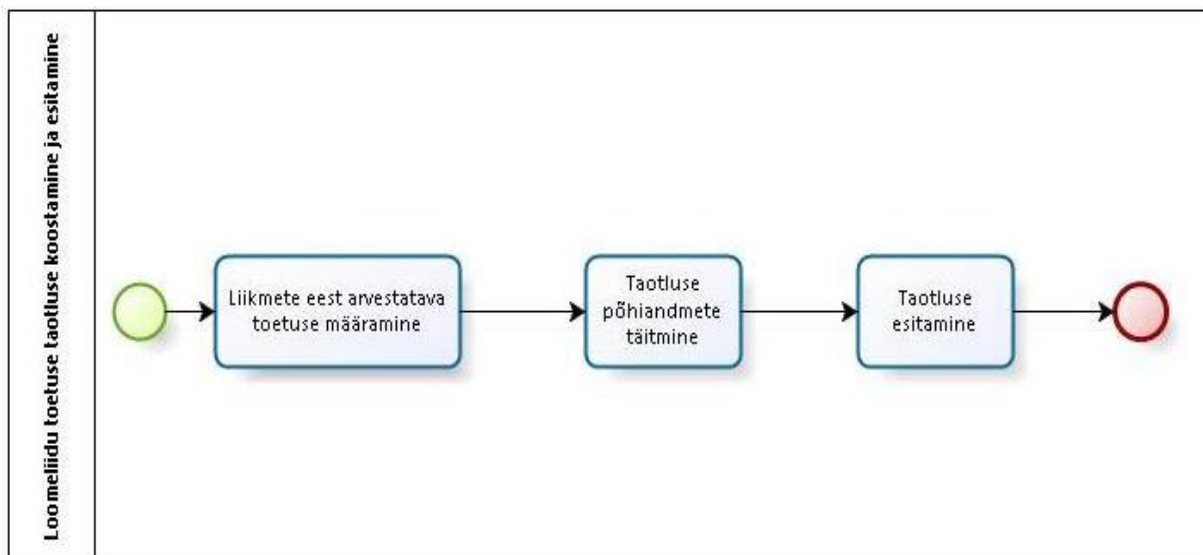 Loomeliidu toetuse taotluse koostamine ja esitamine
Liikmete eest arvestatava
toetuse määramine
Taotluse
põhiandmete
täitmine
Taotluse
esitamine